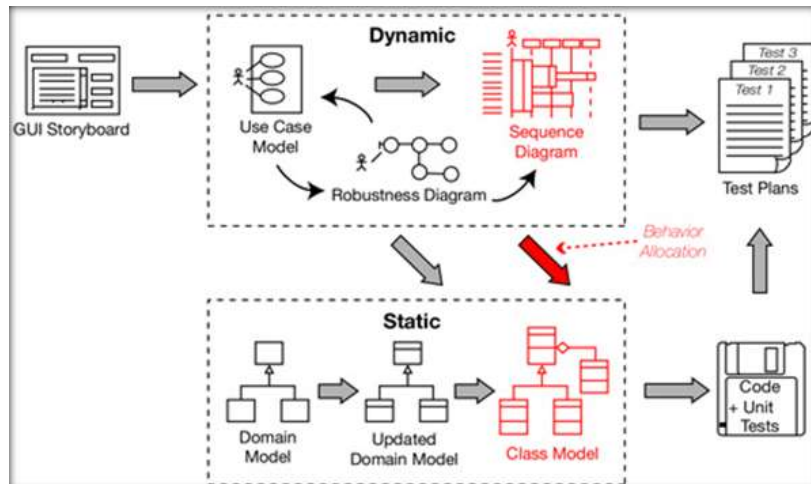 Dynamic
GUI Storyboard
Use Case
Model
Sequence
Diagram
Robustness Diagram
Test 3
Test 2
Test 1
Test Plans
Behavior
Allocation
Static
Domain
Model
Updated
Domain Model
Class Model
Code
+ Unit
Tests